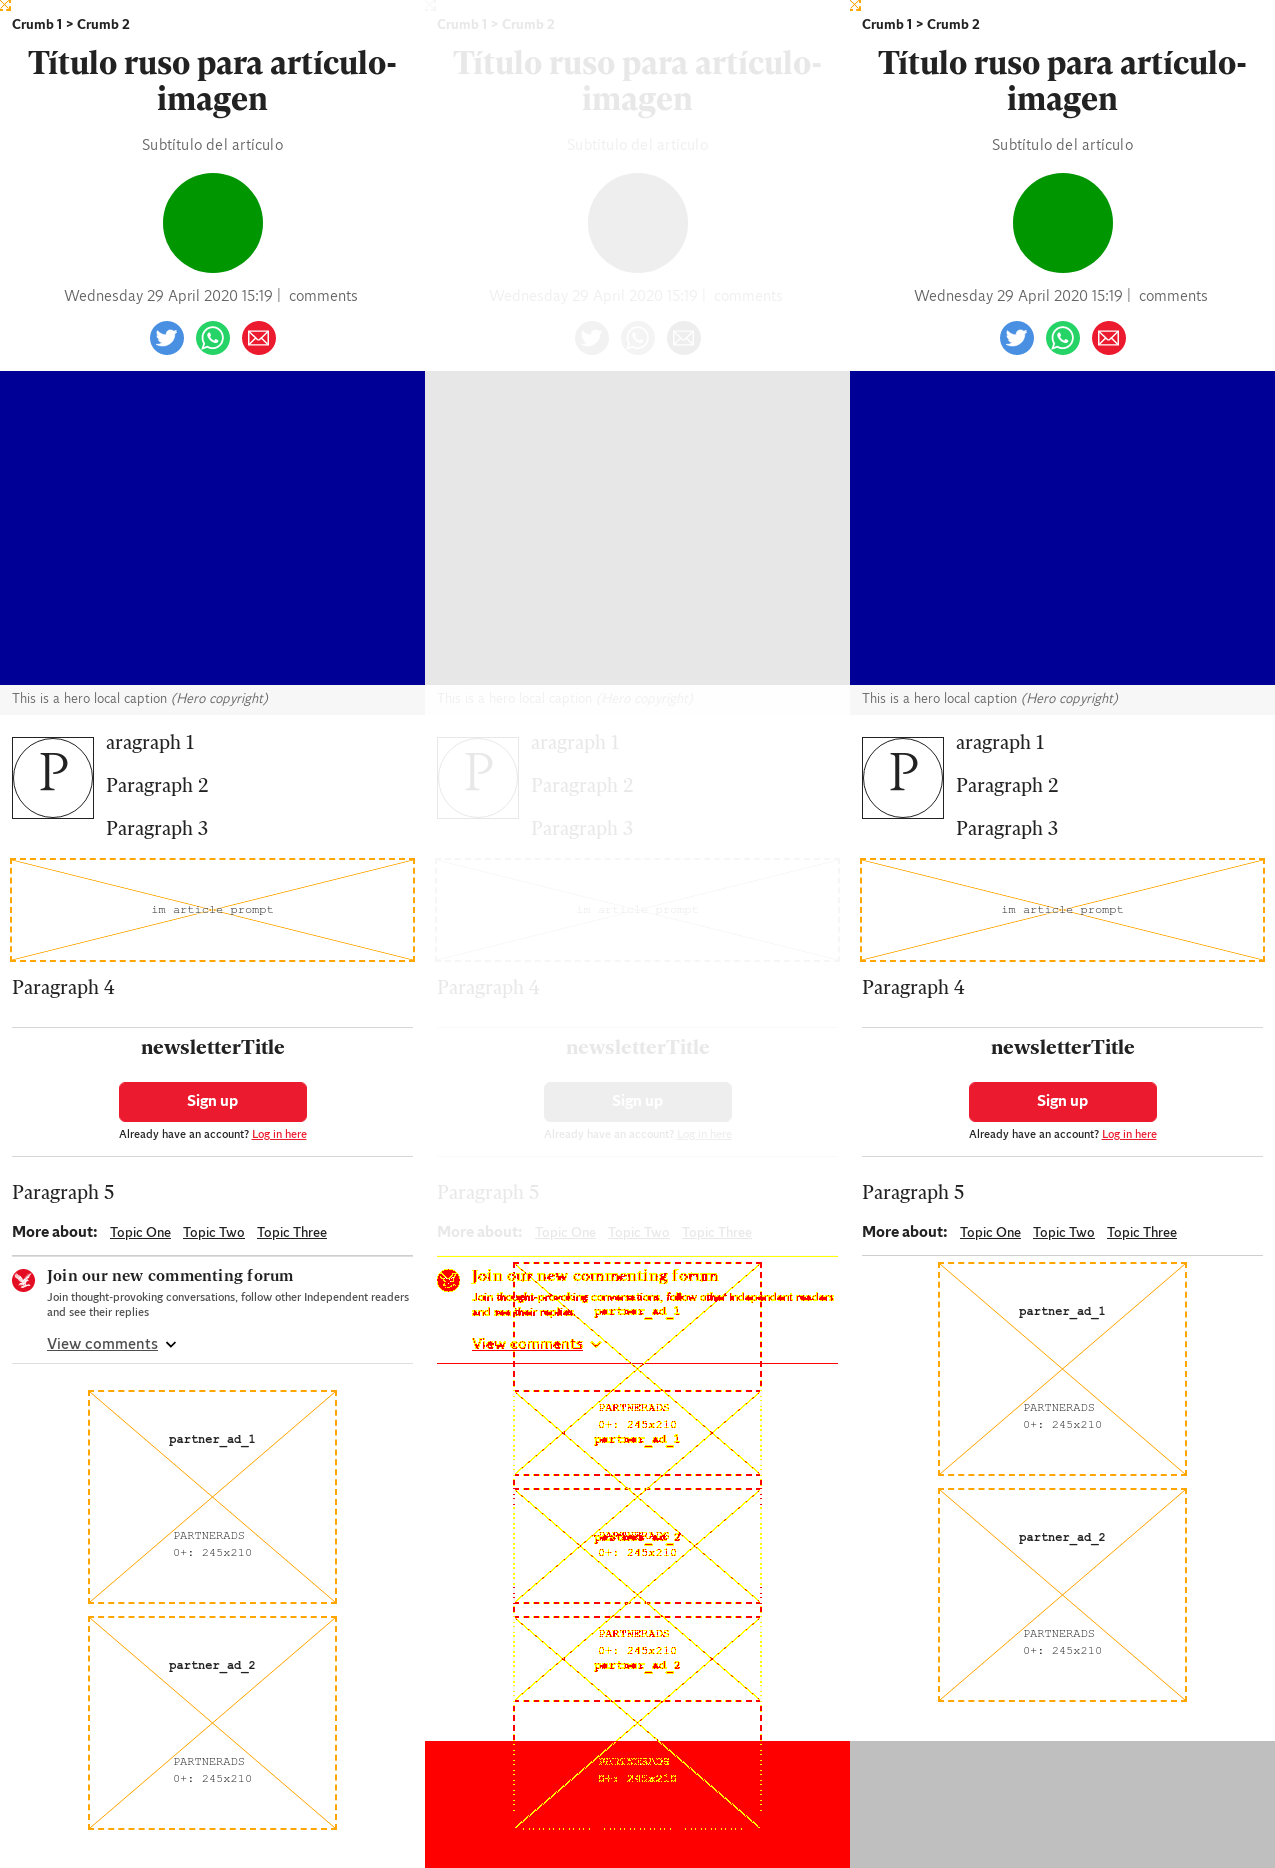 Crumb 1 > Crumb 2
Título ruso para artículo-
imagen
Subtítulo del artículo
Wednesday 29 April 2020 15:19 | comments
This is a hero local caption (Hero copyright)
P
aragraph 1
Paragraph 2
Paragraph 3
im article prompt
Paragraph 4
newsletterTitle
Sign up
Already have an account? Log in here
Paragraph 5
More about: Topic One Topic Two Topic Three
Join our new commenting forum
Join thought-provoking conversations, follow other Independent readers
and see their replies
View comments
partner_ad_1
PARTNERADS
0+: 245x210
partner_ad_2
PARTNERADS
0+: 245x210
Crumb 1 > Crumb 2
Título ruso para artículo-
imagen
Subtítulo del artículo
Wednesday 29 April 2020 15:19 | comments
This is a hero local caption (Hero copyright)
P
aragraph 1
Paragraph 2
Paragraph 3
im article prompt
Paragraph 4
newsletterTitle
Sign up
Already have an account? Log in here
Paragraph 5
More about: Topic One Topic Two Topic Three
Join our new commenting forum
Join thought-provoking conversations, follow other Independent readers
and see their replies
partner_ad_1
View comments
PARTNERADS
0+: 245x210
partner_ad_1
0+: 245x210
PARTNERADS
0+: 245x210
partner_ad_2
PARTNERADS
0+: 245x210
Crumb 1 > Crumb 2
Título ruso para artículo-
imagen
Subtítulo del artículo
Wednesday 29 April 2020 15:19 | comments
This is a hero local caption (Hero copyright)
P
aragraph 1
Paragraph 2
Paragraph 3
im article prompt
Paragraph 4
newsletterTitle
Sign up
Already have an account? Log in here
Paragraph 5
More about: Topic One Topic Two Topic Three
partner_ad_1
PARTNERADS
0+: 245x210
partner_ad_2
PARTNERADS
0+: 245x210